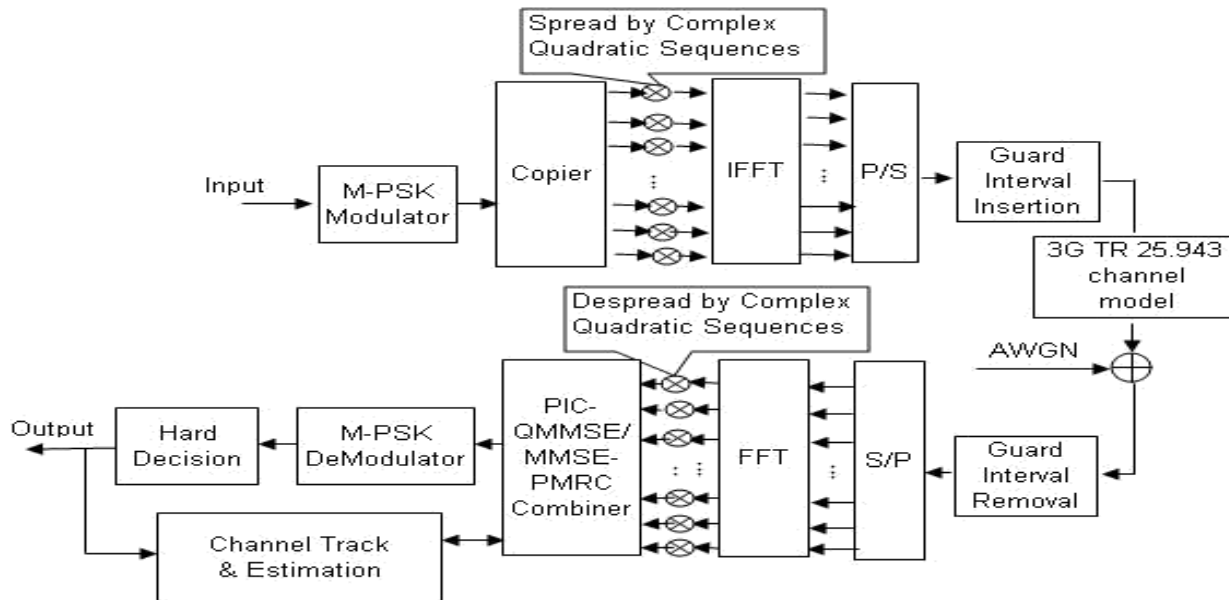 Spread by Complex
Quadratic Sequences
Input
M-PSK
Modulator
Copier
IFFT
P/S
Guard
Interval
Insertion
3G TR 25.943
channel
model
AWGN
Despread by Complex
Quadratic Sequences
Output
Hard
Decision
M-PSK
DeModulator
PIC-
QMMSE/
MMSE-
PMRC
Combiner
FFT
S/P
Guard
Interval
Removal
Channel Track
& Estimation